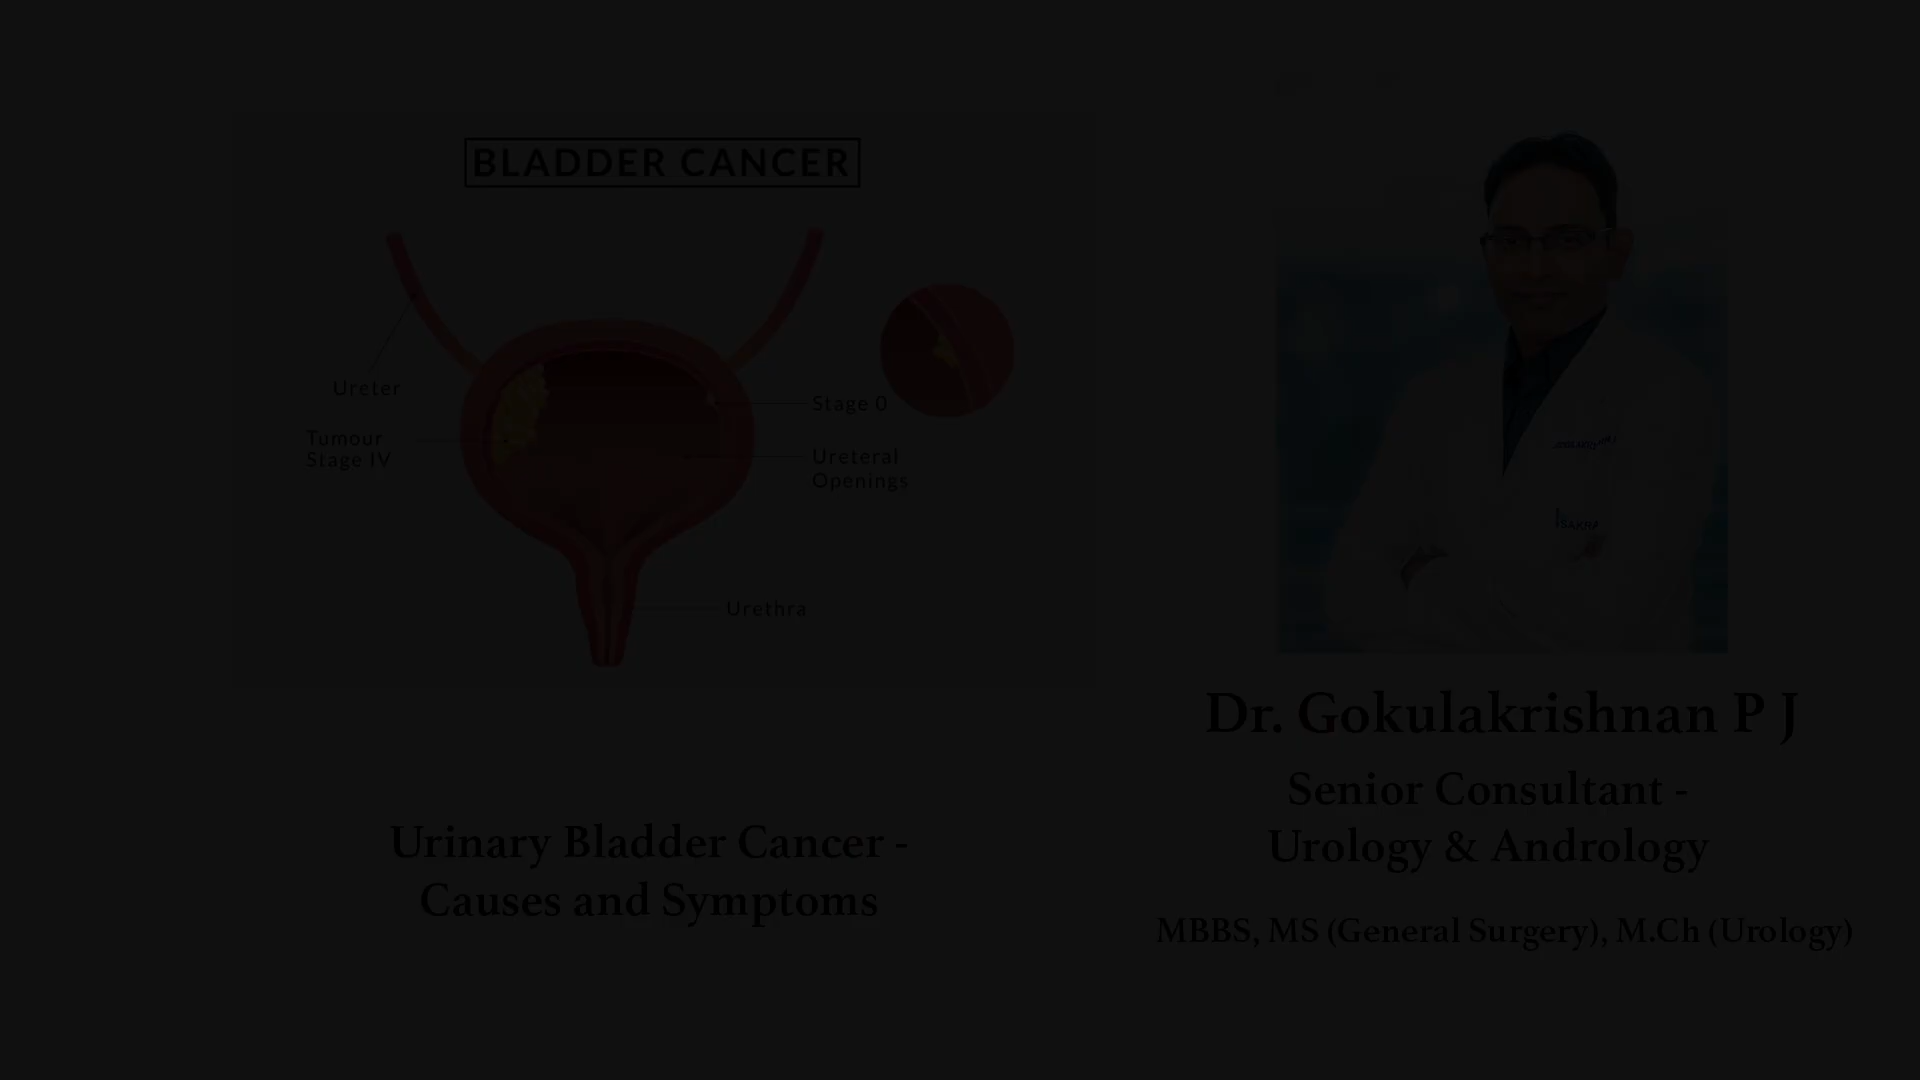 BLADDER CANCER
Ureter
Tumour
Stage IV
Stage 0
Ureteral
Openings
Urethra
SAKRA
Dr. Gokulakrishnan P J
Senior Consultant -
Urology & Andrology
MBBS, MS (General Surgery), M.Ch (Urology)
Urinary Bladder Cancer -
Causes and Symptoms